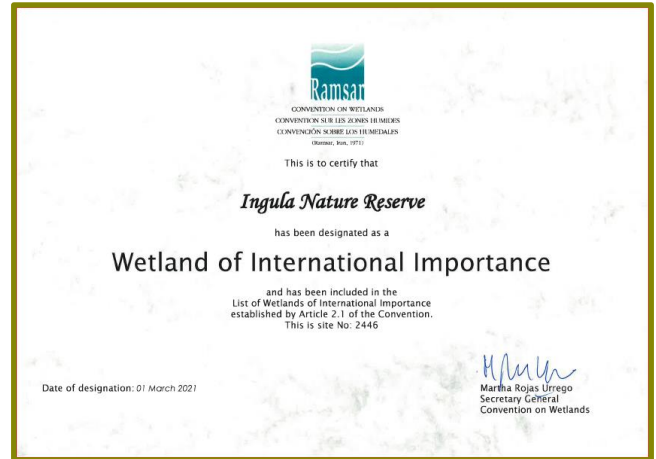 Ramsar
CONVENTION ON WETLANDS
CONVENTION SUR LES ZONES HUMIDES
CONVENCIÓN SOBRE LOS HUMEDALES
(Ramsar, Iran, 1971)
This is to certify that
Ingula Nature Reserve
has been designated as a
Wetland of International Importance
and has been included in the
List of Wetlands of International Importance
established by Article 2.1 of the Convention.
This is site No: 2446
Date of designation: 01 March 2021
Martha Rojas Urrego
Secretary General
Convention on Wetlands